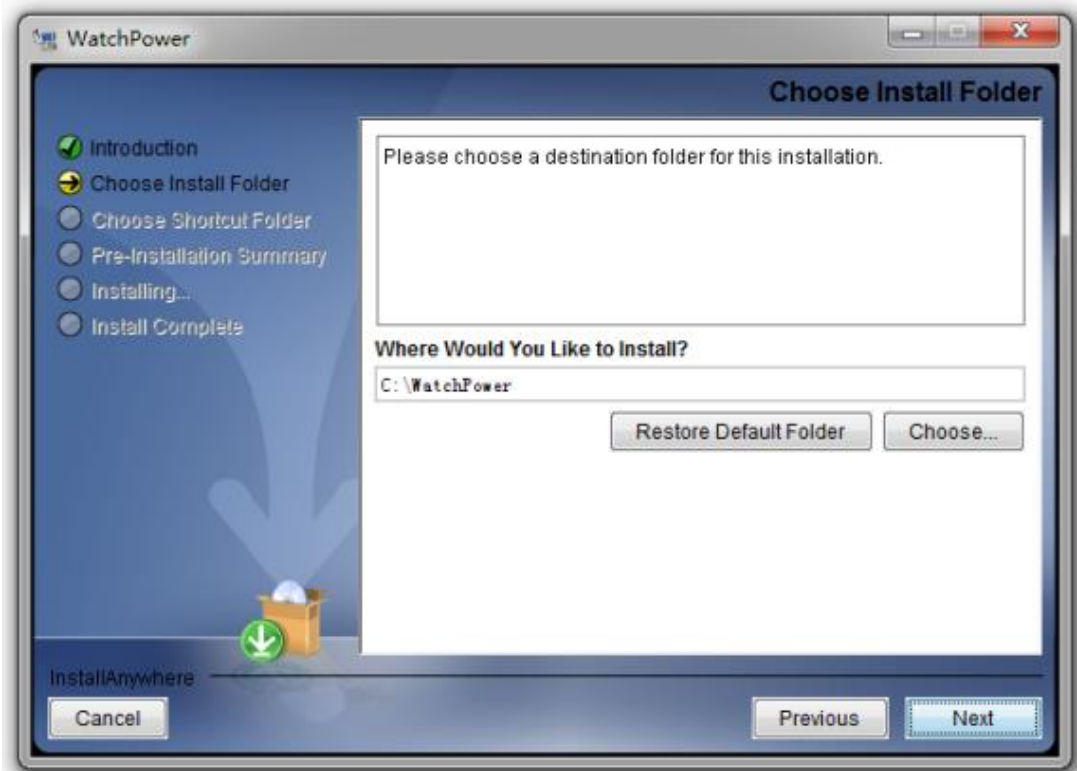 WatchPower
Choose Install Folder
Introduction
Choose Install Folder
Choose Shortcut Folder
Pre-Installation Summary
Installing...
Install Complete
Please choose a destination folder for this installation.
Where Would You Like to Install?
C:\WatchPower
Restore Default Folder
Choose...
InstallAnywhere
Cancel
Previous
Next